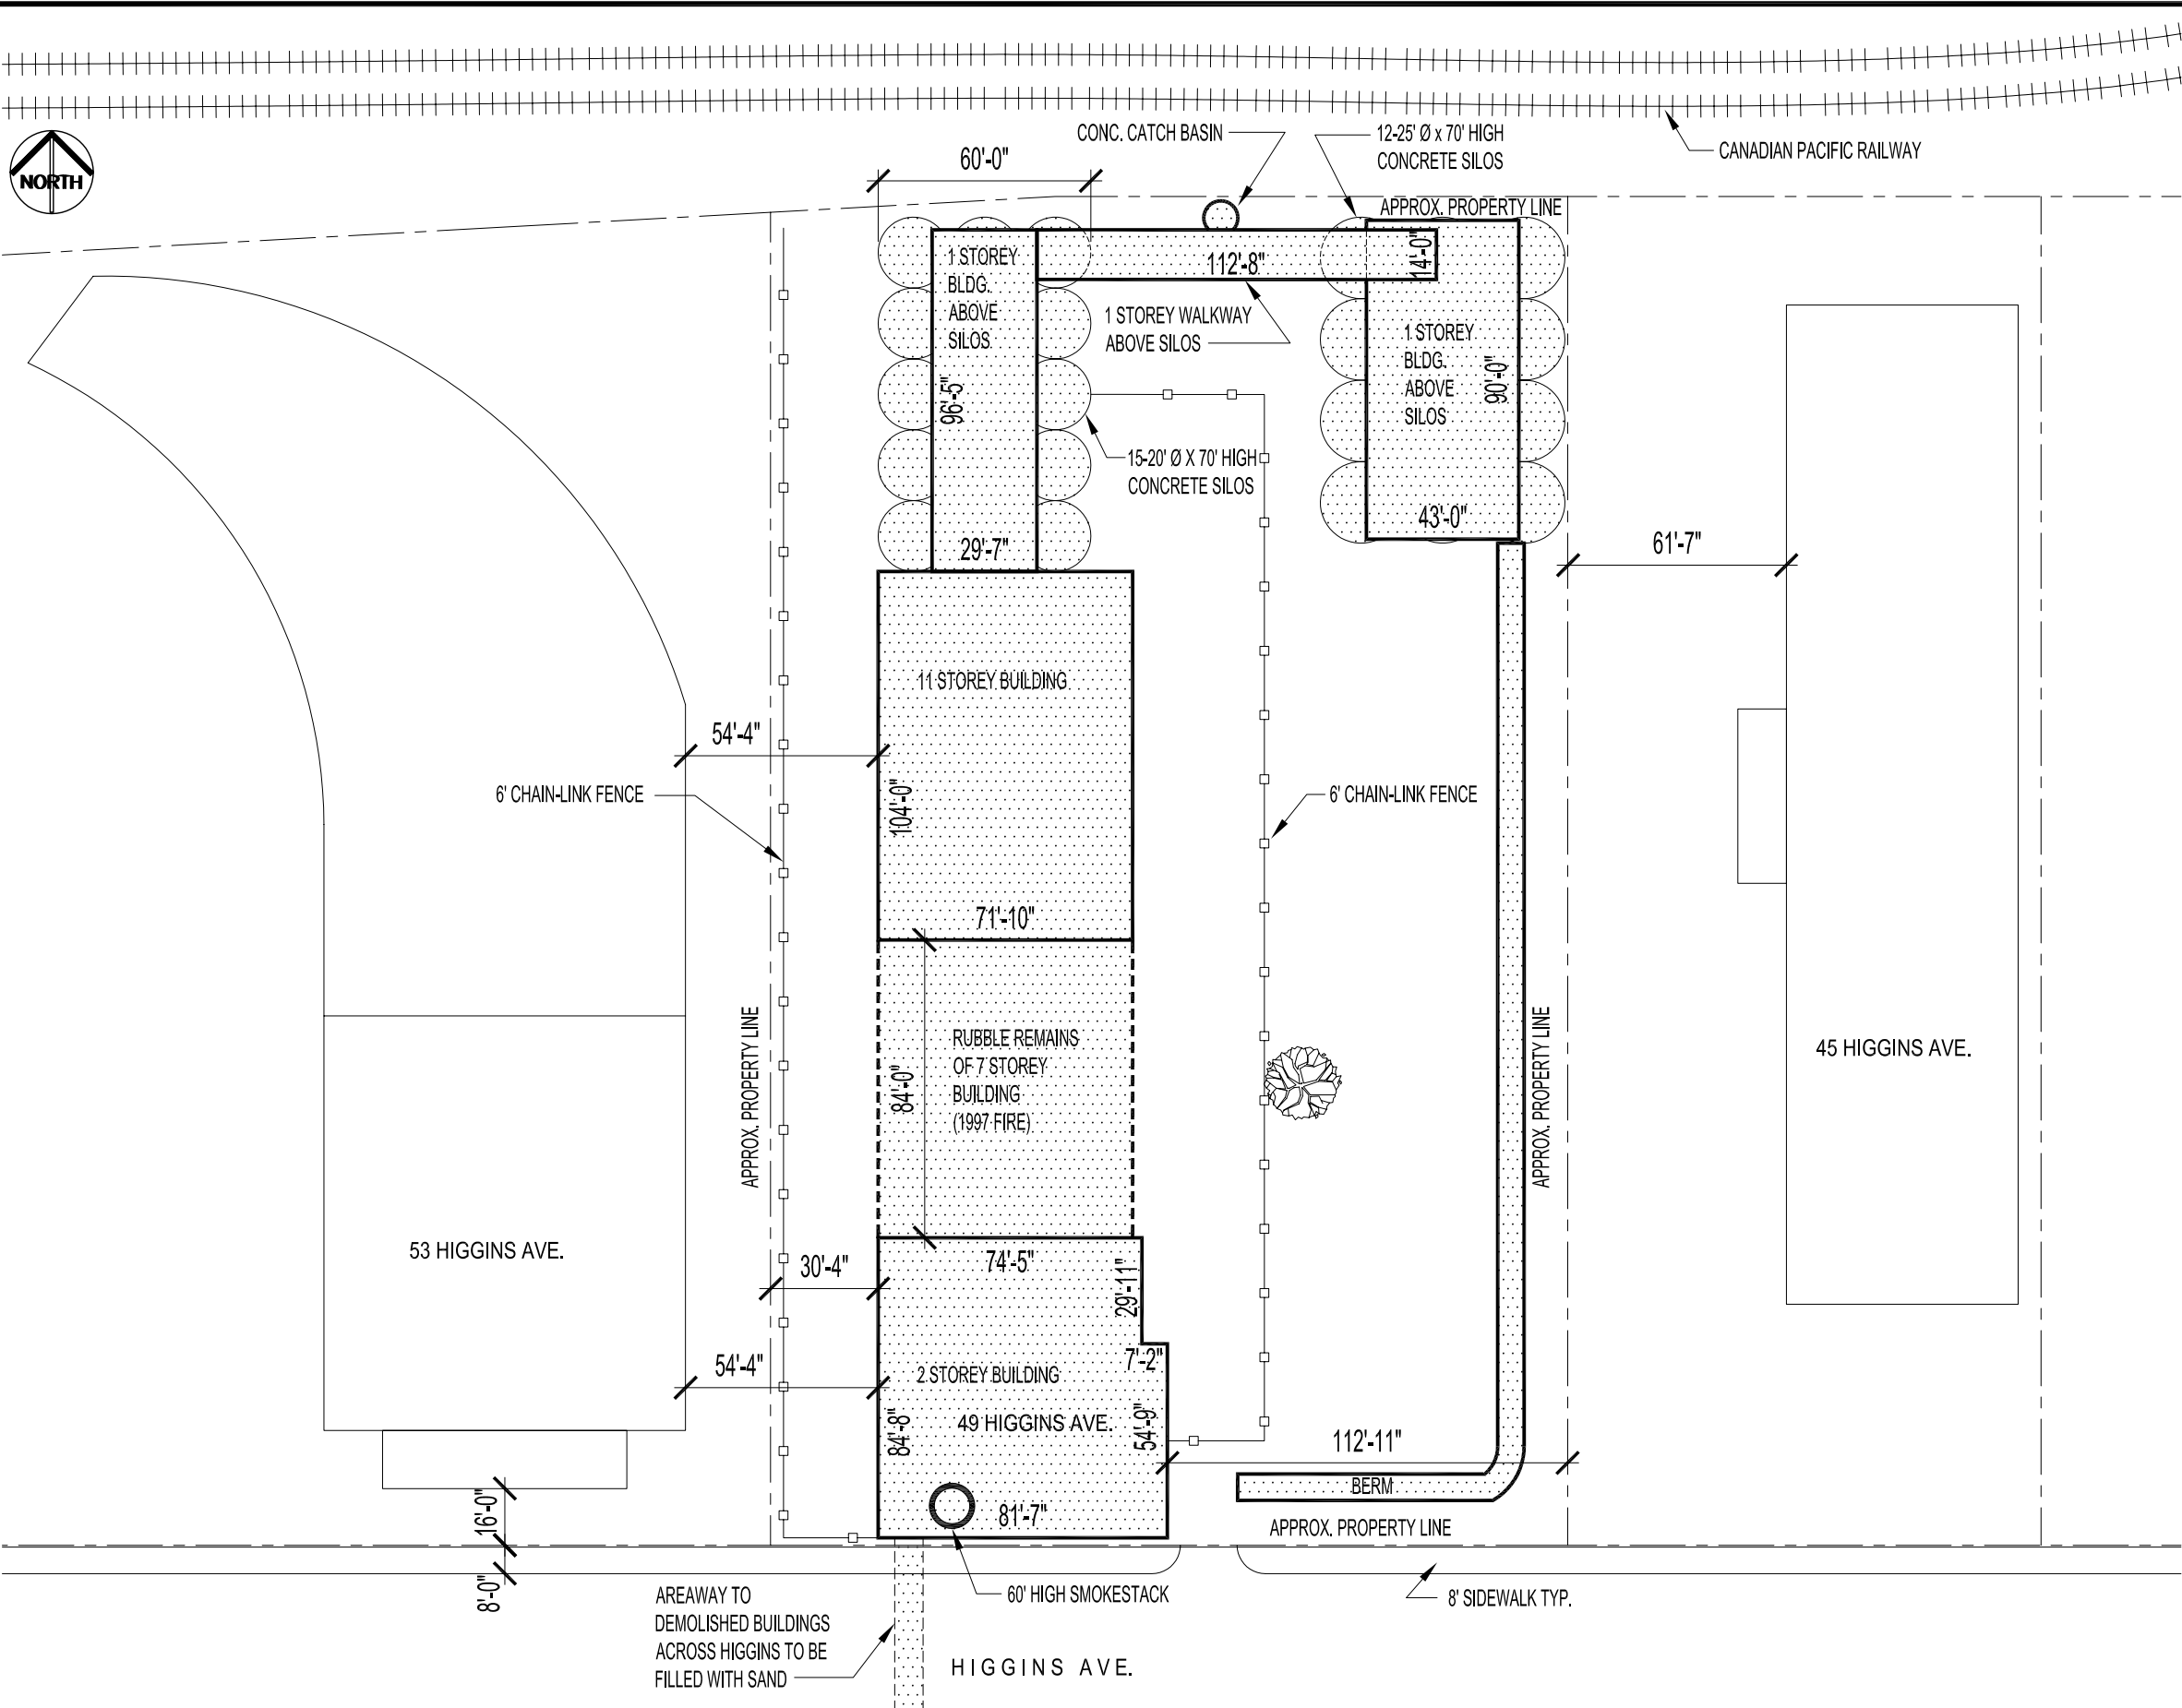 NORTH
CONC. CATCH BASIN
12-25' Ø x 70' HIGH
CONCRETE SILOS
CANADIAN PACIFIC RAILWAY
60'-0"
APPROX. PROPERTY LINE
1 STOREY
BLDG.
ABOVE
SILOS
112'-8"
14'-0"
1 STOREY WALKWAY
ABOVE SILOS
1 STOREY
BLDG.
ABOVE
SILOS
90'-0"
96'-5"
15-20' Ø X 70' HIGH
CONCRETE SILOS
43'-0"
29'-7"
61'-7"
11 STOREY BUILDING
54'-4"
6' CHAIN-LINK FENCE
104'-0"
6' CHAIN-LINK FENCE
71'-10"
APPROX. PROPERTY LINE
RUBBLE REMAINS
OF 7 STOREY
BUILDING
(1997 FIRE)
84'-0"
APPROX. PROPERTY LINE
45 HIGGINS AVE.
53 HIGGINS AVE.
30'-4"
74'-5"
29'-11"
54'-4"
7'-2"
2 STOREY BUILDING
49 HIGGINS AVE.
84'-8"
54'-9"
112'-11"
BERM
16'-0"
81'-7"
APPROX. PROPERTY LINE
8'-0"
AREAWAY TO
DEMOLISHED BUILDINGS
ACROSS HIGGINS TO BE
FILLED WITH SAND
60' HIGH SMOKESTACK
8' SIDEWALK TYP.
HIGGINS AVE.